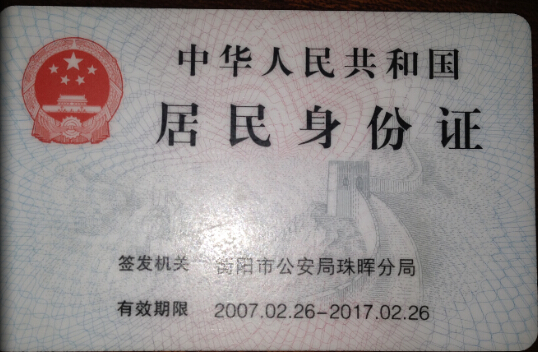 中华人民共和国
居民身份证
签发机关 衡阳市公安局珠晖分局
有效期限 2007.02.26-2017.02.26